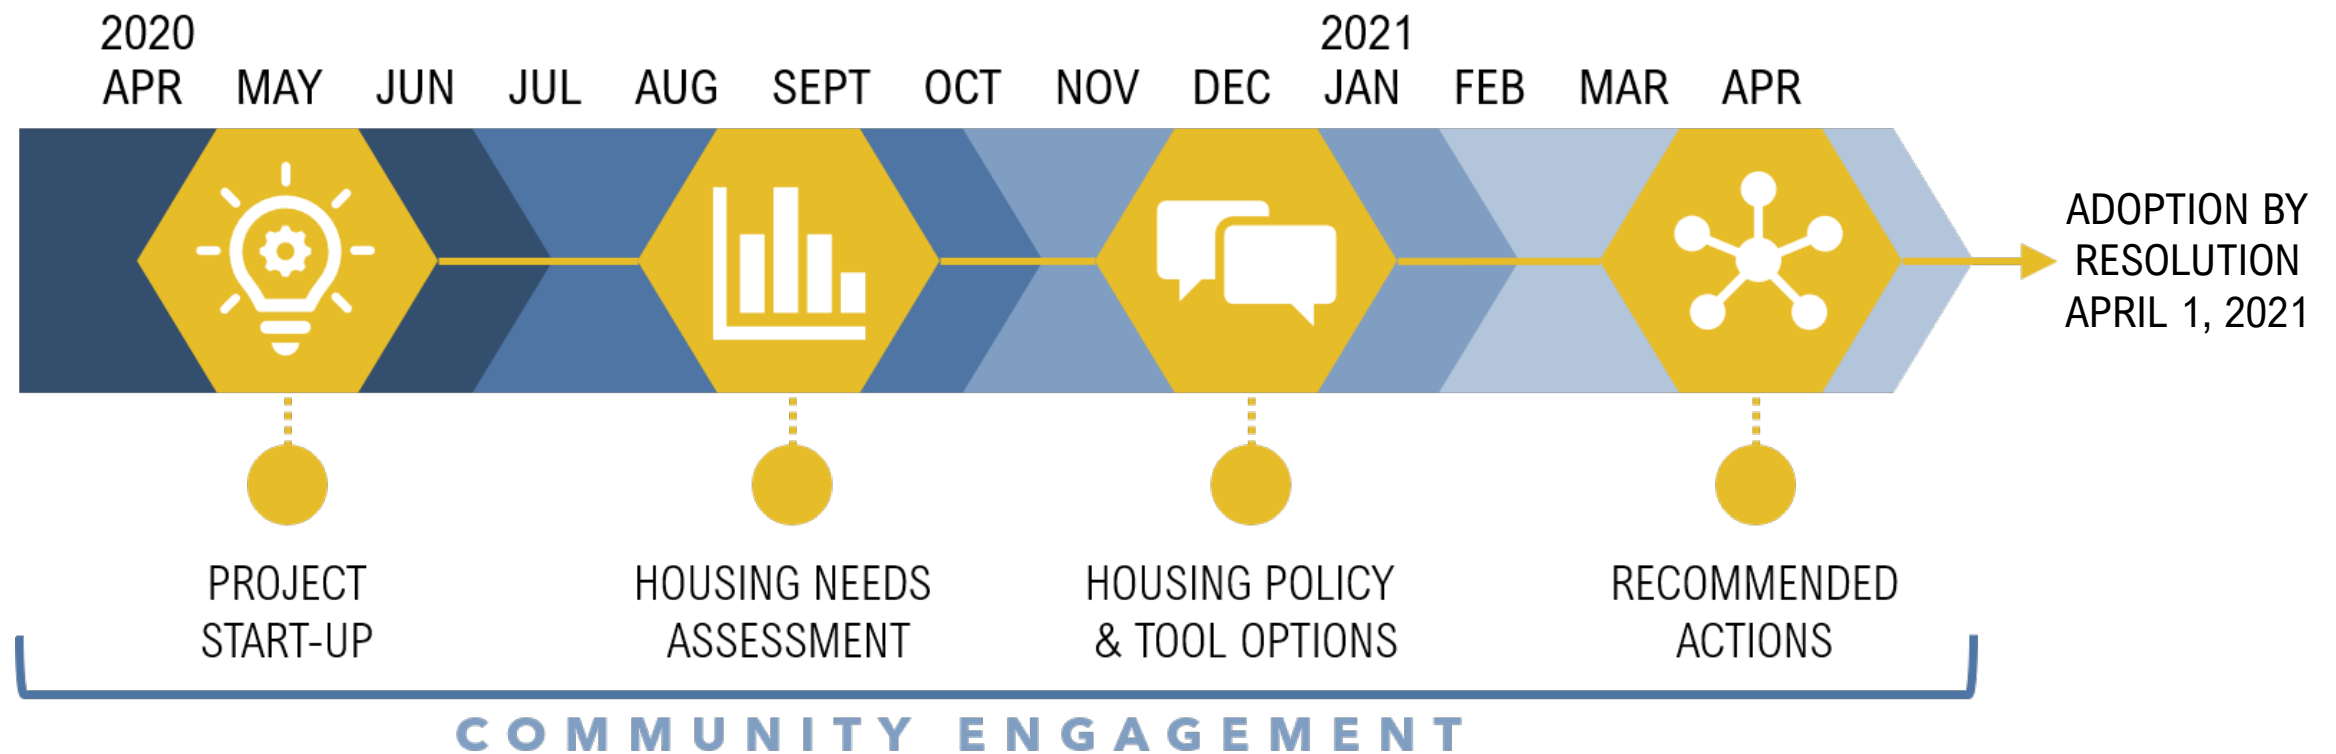 2020 2021
APR MAY JUN JUL AUG SEPT OCT NOV DEC JAN FEB MAR APR
ADOPTION BY
RESOLUTION
APRIL 1, 2021
PROJECT
START-UP
HOUSING NEEDS
ASSESSMENT
HOUSING POLICY
& TOOL OPTIONS
RECOMMENDED
ACTIONS
COMMUNITY ENGAGEMENT